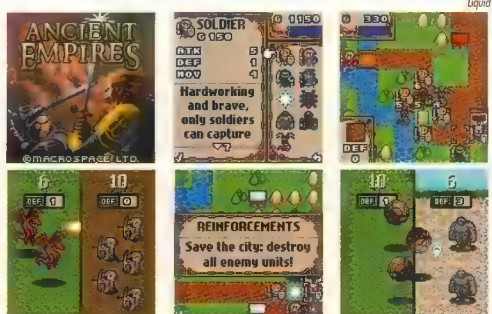 Liquid
ANCIENT
EMPIRES
©MACROSPACE LTD.
SOLDIER
G 150
G 1150
ATK 5
DEF 1
MOV 4
Hardworking
and brave,
only soldiers
can capture
G 330
DEF
0
6
10
DEF 1
DEF 0
REINFORCEMENTS
Save the city: destroy
all enemy units!
10
6
DEF 1
DEF 3